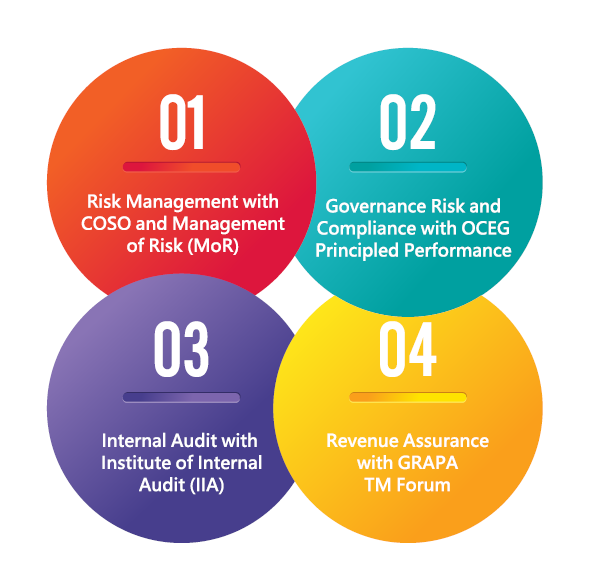 01
Risk Management with
COSO and Management
of Risk (MoR)
02
Governance Risk and
Compliance with OCEG
Principled Performance
03
Internal Audit with
Institute of Internal
Audit (IIA)
04
Revenue Assurance
with GRAPA
TM Forum